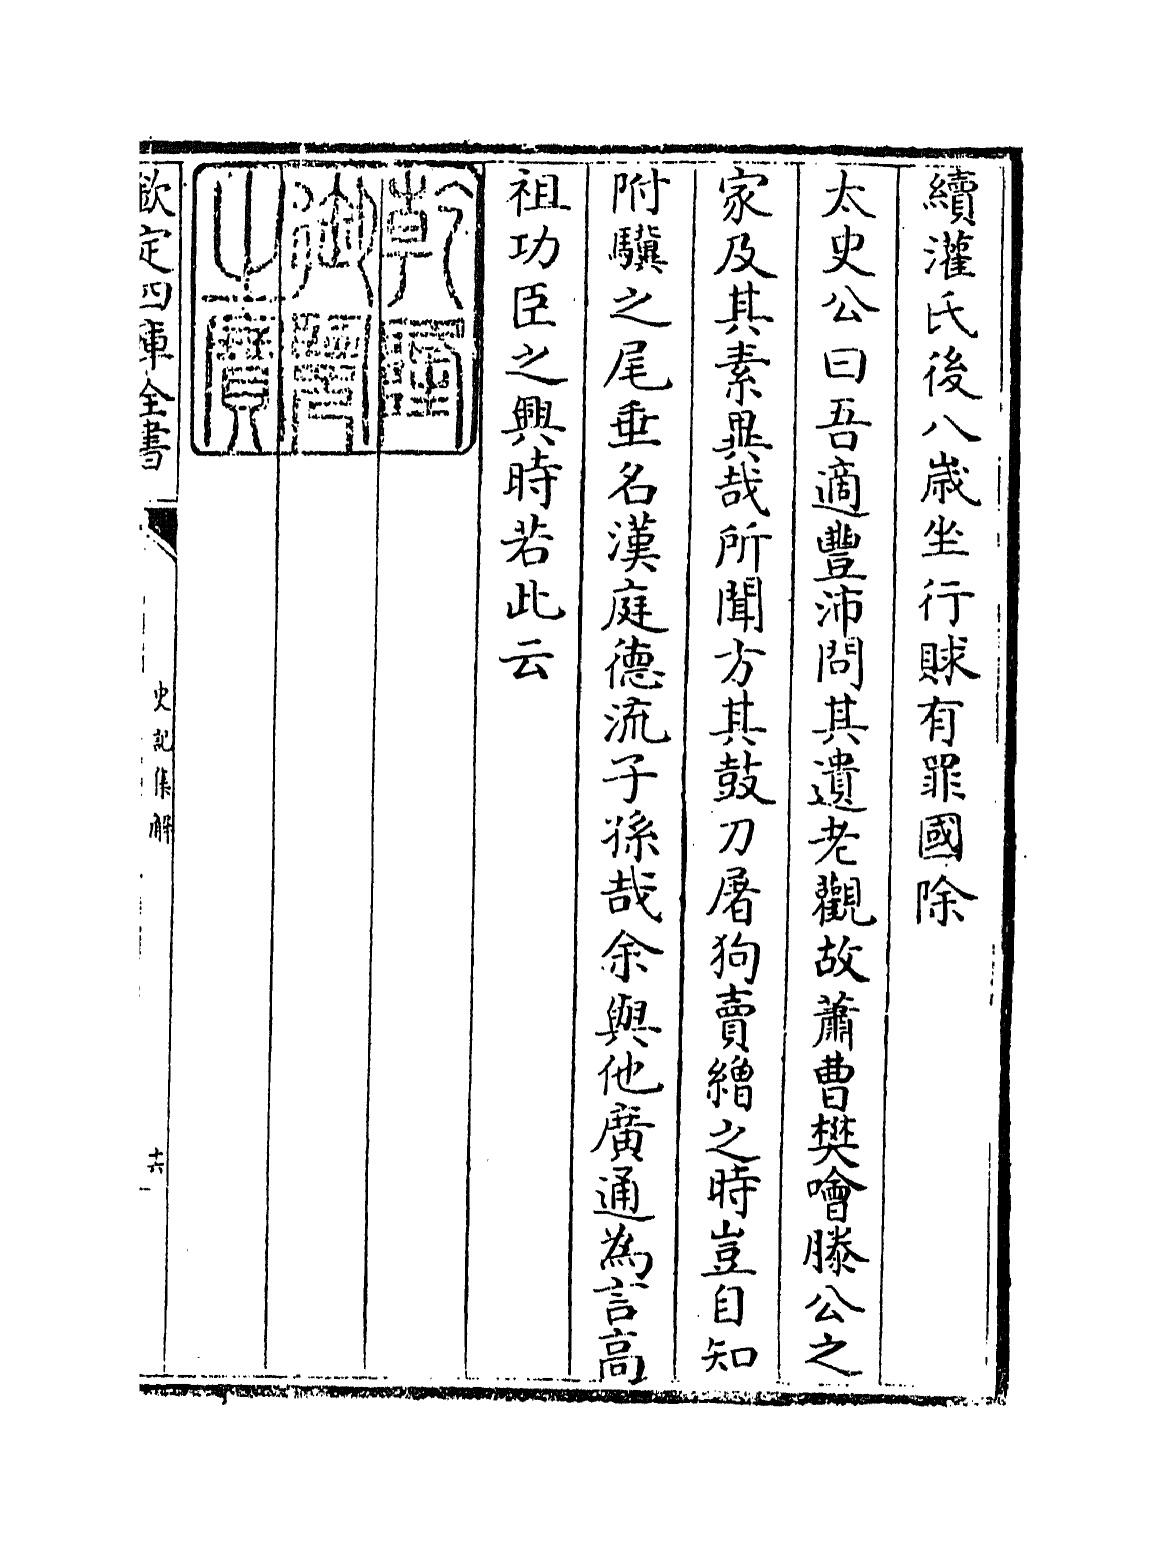 續灌氏後八歳坐行賕有罪國除
太史公曰吾適豐沛問其遺老觀故蕭曹樊噲滕公之
家及其素異哉所聞方其鼓刀屠狗賣繒之時豈自知
附驥之尾垂名漢庭德流子孫哉余與他廣通為言髙
祖功臣之興時若此云
乾隆御覽之寳
欽定四庫全書
史記集解
十六